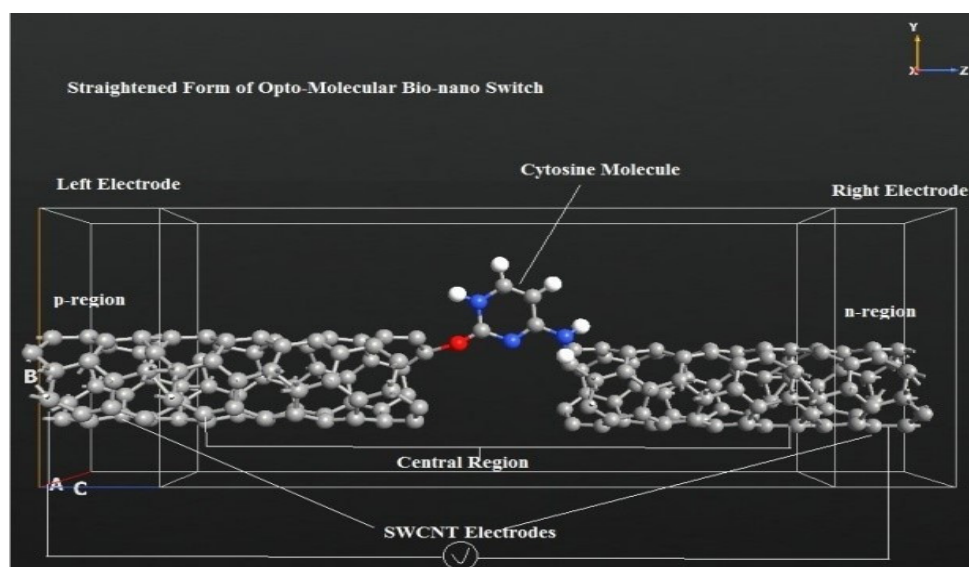 Y
X
Z
Straightened Form of Opto-Molecular Bio-nano Switch
Cytosine Molecule
Left Electrode
Right Electrode
p-region
n-region
B
Central Region
A
C
SWCNT Electrodes
V